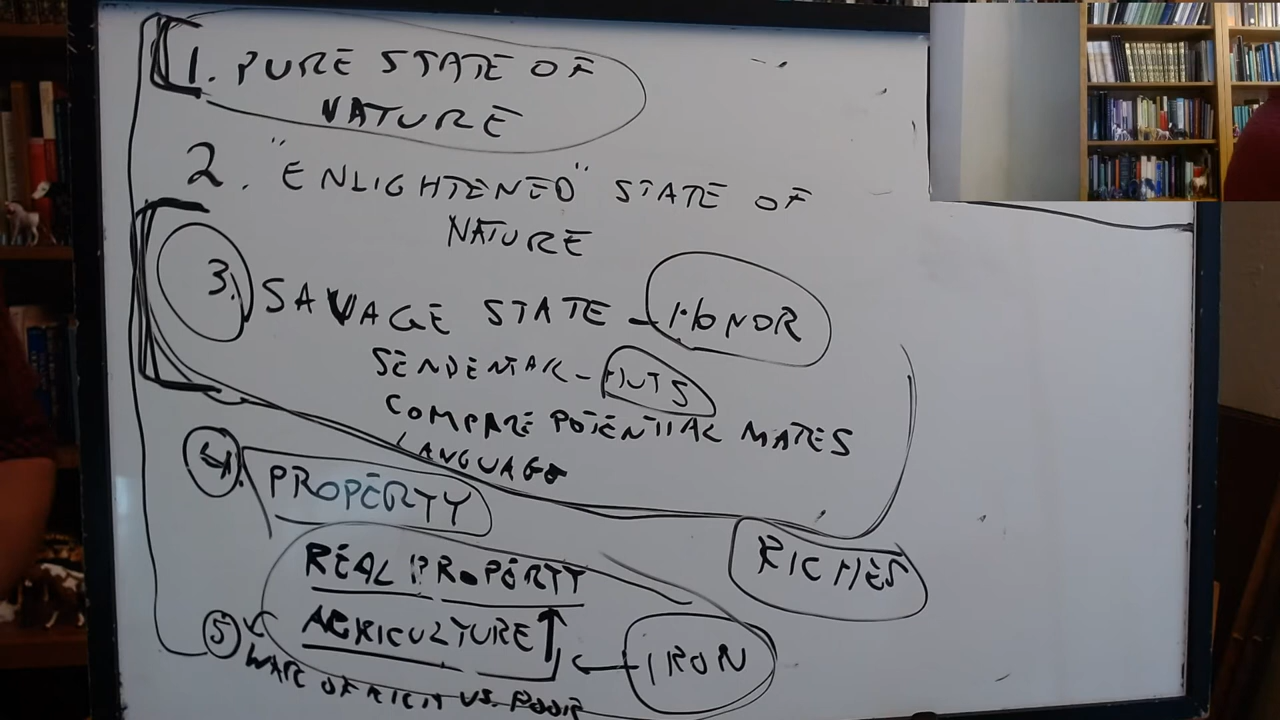 1. PURE STATE OF
NATURE
2. "ENLIGHTENED" STATE OF
NATURE
3. SAVAGE STATE - HONOR
SENDENTAR - HUTS
COMPARE POTENTIAL MATES
LANGUAGE
4. PROPERTY
RICHES
REAL PROPERTY
AGRICULTURE
IRON
5
WAR OF RICH VS. POOR